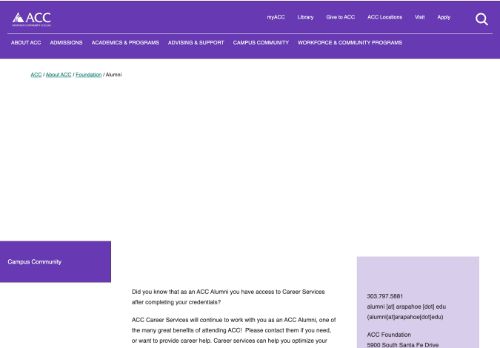 ACC
ARAPAHOE COMMUNITY COLLEGE
myACC
Library
Give to ACC
ACC Locations
Visit
Apply
ABOUT ACC
ADMISSIONS
ACADEMICS & PROGRAMS
ADVISING & SUPPORT
CAMPUS COMMUNITY
WORKFORCE & COMMUNITY PROGRAMS
ACC / About ACC / Foundation / Alumni
Campus Community
Did you know that as an ACC Alumni you have access to Career Services
after completing your credentials?
ACC Career Services will continue to work with you as an ACC Alumni, one of
the many great benefits of attending ACC!  Please contact them if you need,
or want to provide career help. Career services can help you optimize your
303.797.5881
alumni [at] arapahoe [dot] edu
(alumni[at]arapahoe[dot]edu)
ACC Foundation
5900 South Santa Fe Drive